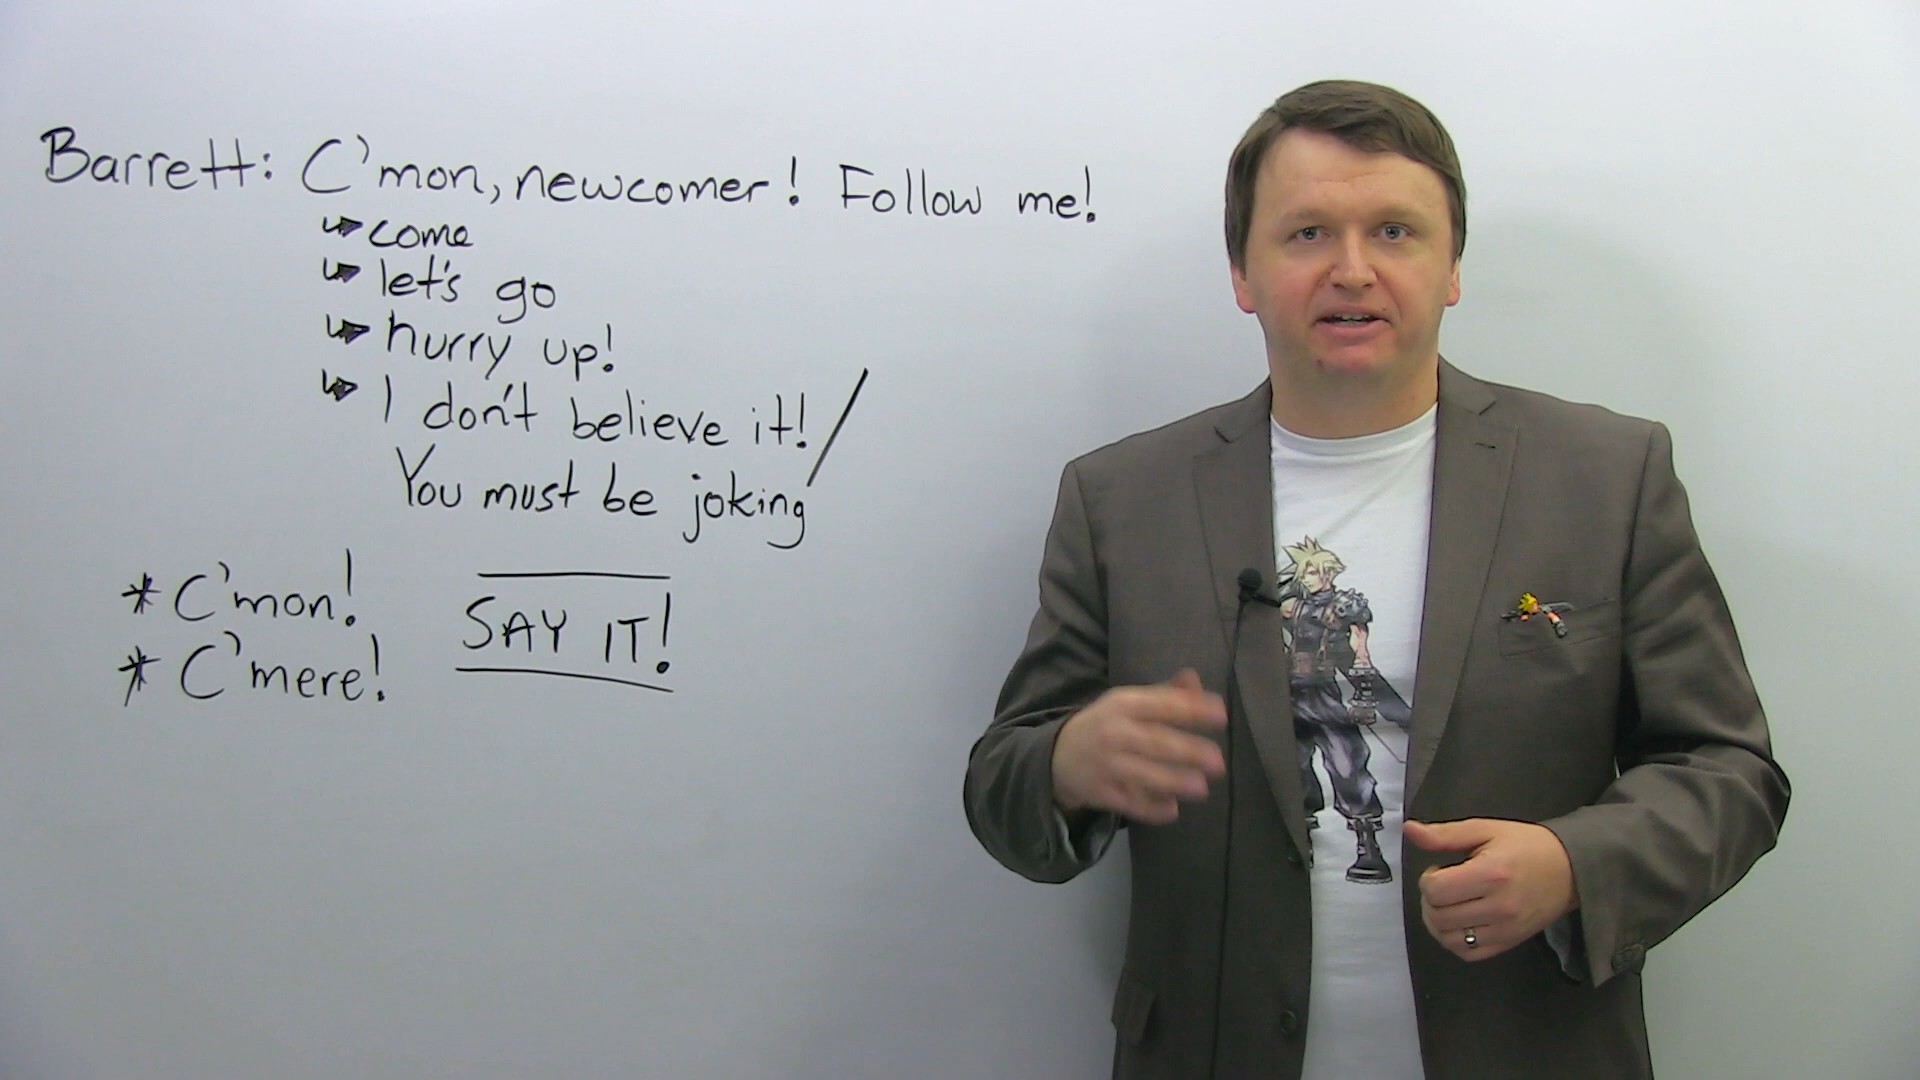 Barrett: C'mon, newcomer! Follow me!
↳ come
↳ let's go
↳ hurry up!
↳ I don't believe it! /
You must be joking
* C'mon!
* C'mere!
SAY IT!